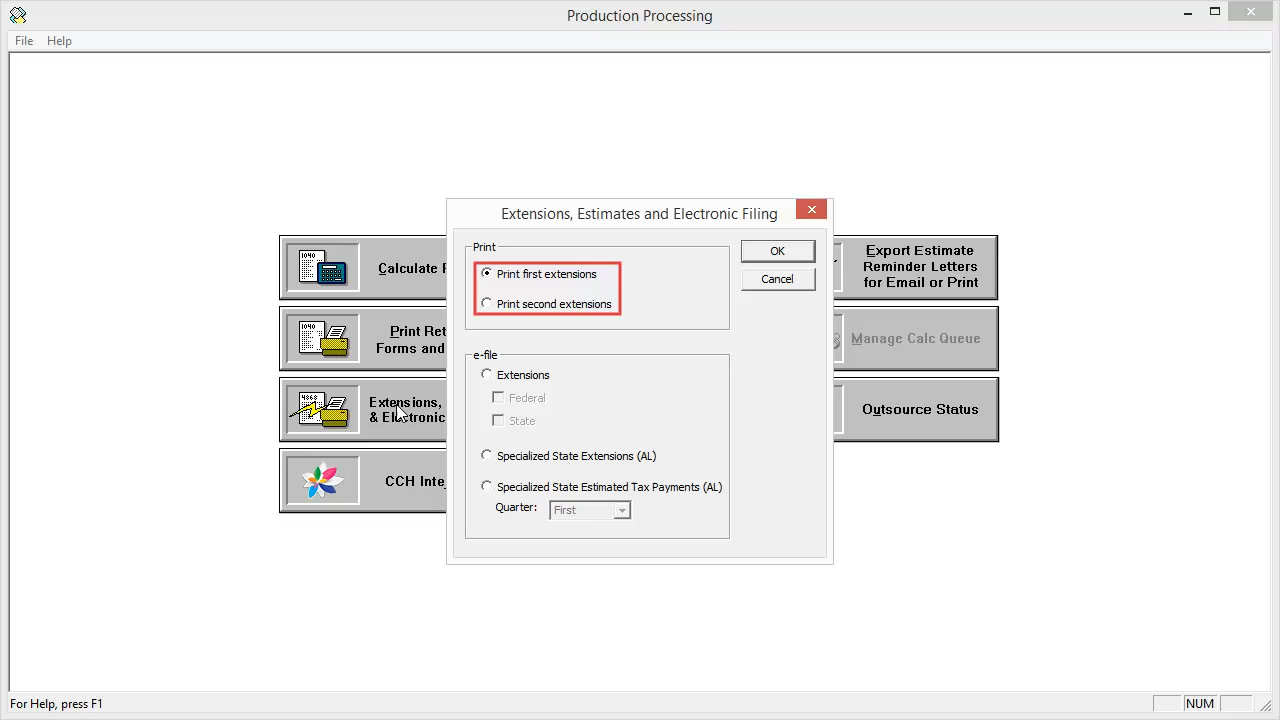 Production Processing
File Help
Extensions, Estimates and Electronic Filing
Print
Print first extensions
Print second extensions
OK
Cancel
e-file
Extensions
Federal
State
Specialized State Extensions (AL)
Specialized State Estimated Tax Payments (AL)
Quarter: First
Calculate
Print
Forms and
Extensions,
& Electronic
CCH
Export Estimate
Reminder Letters
for Email or Print
Manage Calc Queue
Outsource Status
For Help, press F1
NUM